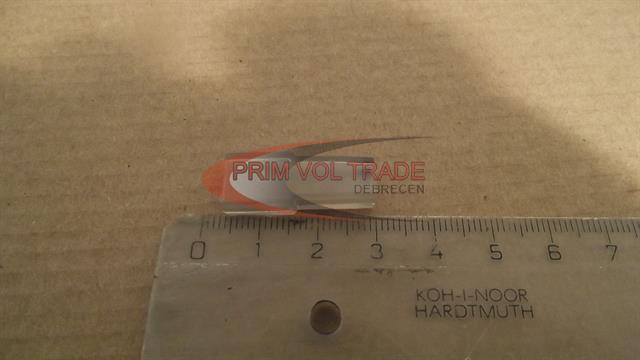 PRIM VOL TRADE
DEBRECEN
0 1 2 3 4 5 6 7
KOH-I-NOOR
HARDTMUTH